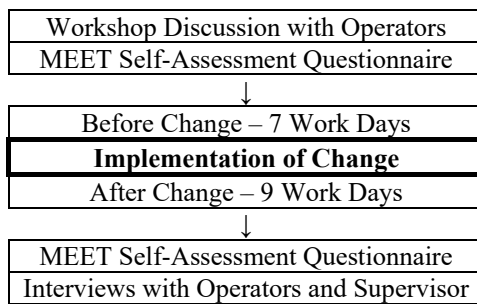 Workshop Discussion with Operators
MEET Self-Assessment Questionnaire
↓
Before Change – 7 Work Days
Implementation of Change
After Change – 9 Work Days
↓
MEET Self-Assessment Questionnaire
Interviews with Operators and Supervisor